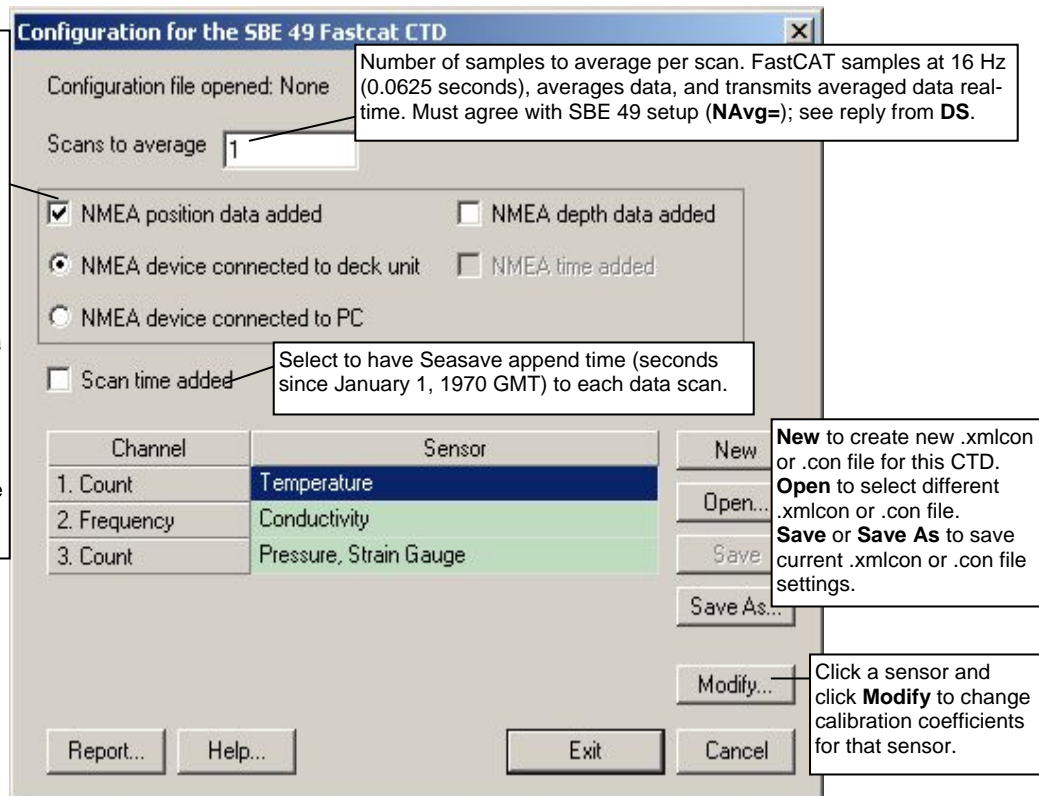 Configuration for the SBE 49 Fastcat CTD
Configuration file opened: None
Number of samples to average per scan. FastCAT samples at 16 Hz
(0.0625 seconds), averages data, and transmits averaged data real-
time. Must agree with SBE 49 setup (NAvg=); see reply from DS.
Scans to average 1
NMEA position data added
NMEA depth data added
NMEA device connected to deck unit
NMEA time added
NMEA device connected to PC
Scan time added
Select to have Seasave append time (seconds
since January 1, 1970 GMT) to each data scan.
Channel Sensor
1. Count Temperature
2. Frequency Conductivity
3. Count Pressure, Strain Gauge
New
Open...
Save
Save As...
Modify...
New to create new .xmlcon
or .con file for this CTD.
Open to select different
.xmlcon or .con file.
Save or Save As to save
current .xmlcon or .con file
settings.
Click a sensor and
click Modify to change
calibration coefficients
for that sensor.
Report...
Help...
Exit
Cancel